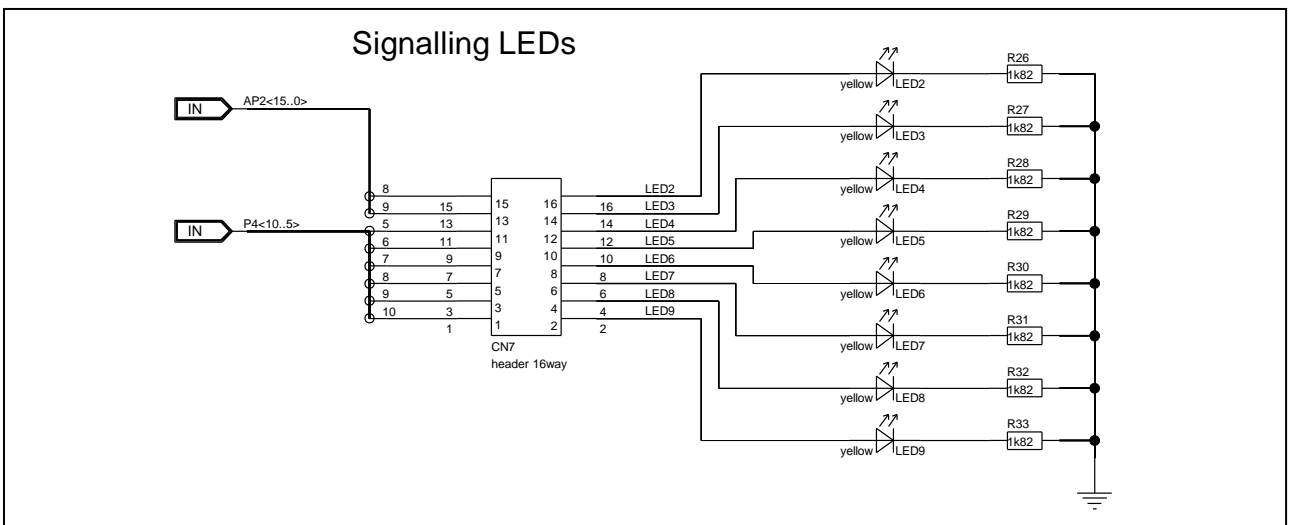 Signalling LEDs
IN AP2<15..0>
IN P4<10..5>
8 15 16 LED2
9 15 13 14 16 LED3
5 13 11 12 14 LED4
6 11 9 10 12 LED5
7 9 7 8 10 LED6
8 7 5 6 8 LED7
9 5 3 4 6 LED8
10 3 1 2 4 LED9
1 2
CN7
header 16way
R26
yellow LED2 1k82
R27
yellow LED3 1k82
R28
yellow LED4 1k82
R29
yellow LED5 1k82
R30
yellow LED6 1k82
R31
yellow LED7 1k82
R32
yellow LED8 1k82
R33
yellow LED9 1k82